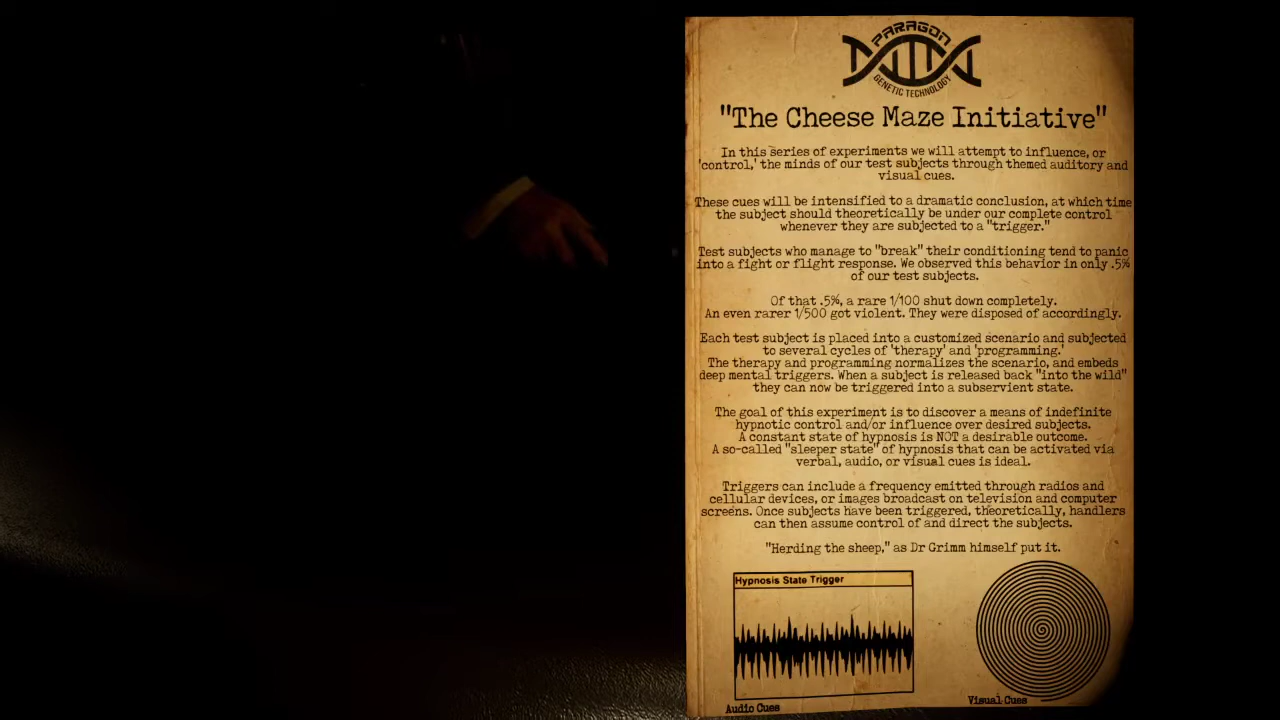 PARAGON
GENETIC TECHNOLOGY
"The Cheese Maze Initiative"
In this series of experiments we will attempt to influence, or
'control,' the minds of our test subjects through themed auditory and
visual cues.
These cues will be intensified to a dramatic conclusion, at which time
the subject should theoretically be under our complete control
whenever they are subjected to a "trigger."
Test subjects who manage to "break" their conditioning tend to panic
into a fight or flight response. We observed this behavior in only .5%
of our test subjects.
Of that .5%, a rare 1/100 shut down completely.
An even rarer 1/500 got violent. They were disposed of accordingly.
Each test subject is placed into a customized scenario and subjected
to several cycles of 'therapy' and 'programming.'
The therapy and programming normalizes the scenario, and embeds
deep mental triggers. When a subject is released back "into the wild"
they can now be triggered into a subservient state.
The goal of this experiment is to discover a means of indefinite
hypnotic control and/or influence over desired subjects.
A constant state of hypnosis is NOT a desirable outcome.
A so-called "sleeper state" of hypnosis that can be activated via
verbal, audio, or visual cues is ideal.
Triggers can include a frequency emitted through radios and
cellular devices, or images broadcast on television and computer
screens. Once subjects have been triggered, theoretically, handlers
can then assume control of and direct the subjects.
"Herding the sheep," as Dr Grimm himself put it.
Hypnosis State Trigger
Audio Cues
Visual Cues